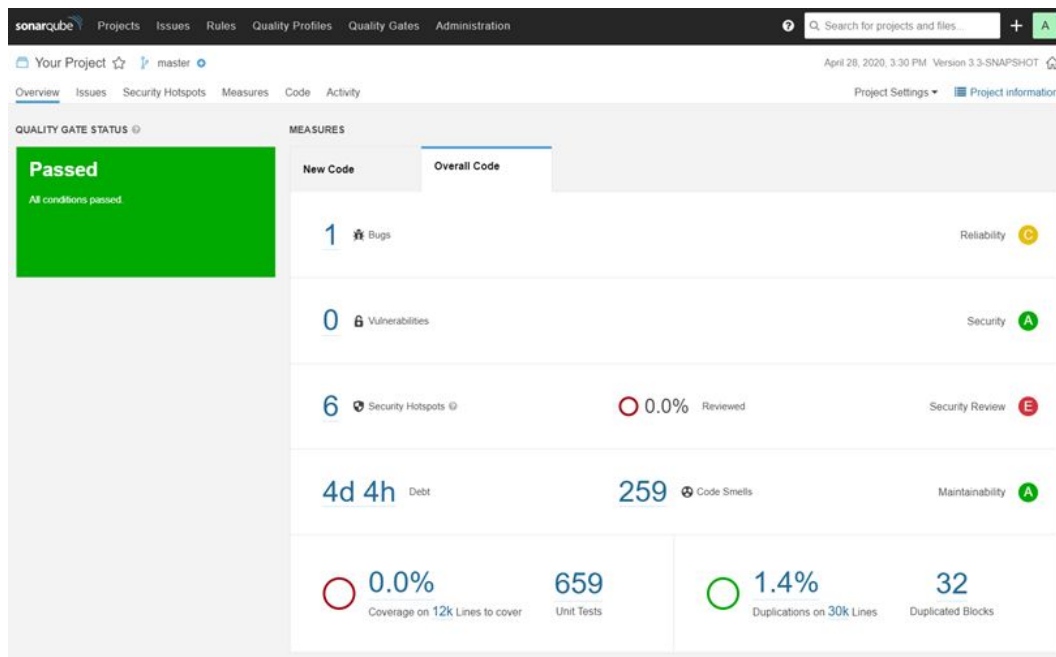 sonarqube Projects Issues Rules Quality Profiles Quality Gates Administration Search for projects and files... A
Your Project master April 28, 2020, 3:30 PM Version 3.3-SNAPSHOT
Overview Issues Security Hotspots Measures Code Activity Project Settings Project information
QUALITY GATE STATUS MEASURES
Passed
All conditions passed.
New Code Overall Code
1 Bugs Reliability C
0 Vulnerabilities Security A
6 Security Hotspots 0.0% Reviewed Security Review E
4d 4h Debt 259 Code Smells Maintainability A
0.0% 659 1.4% 32
Coverage on 12k Lines to cover Unit Tests Duplications on 30k Lines Duplicated Blocks